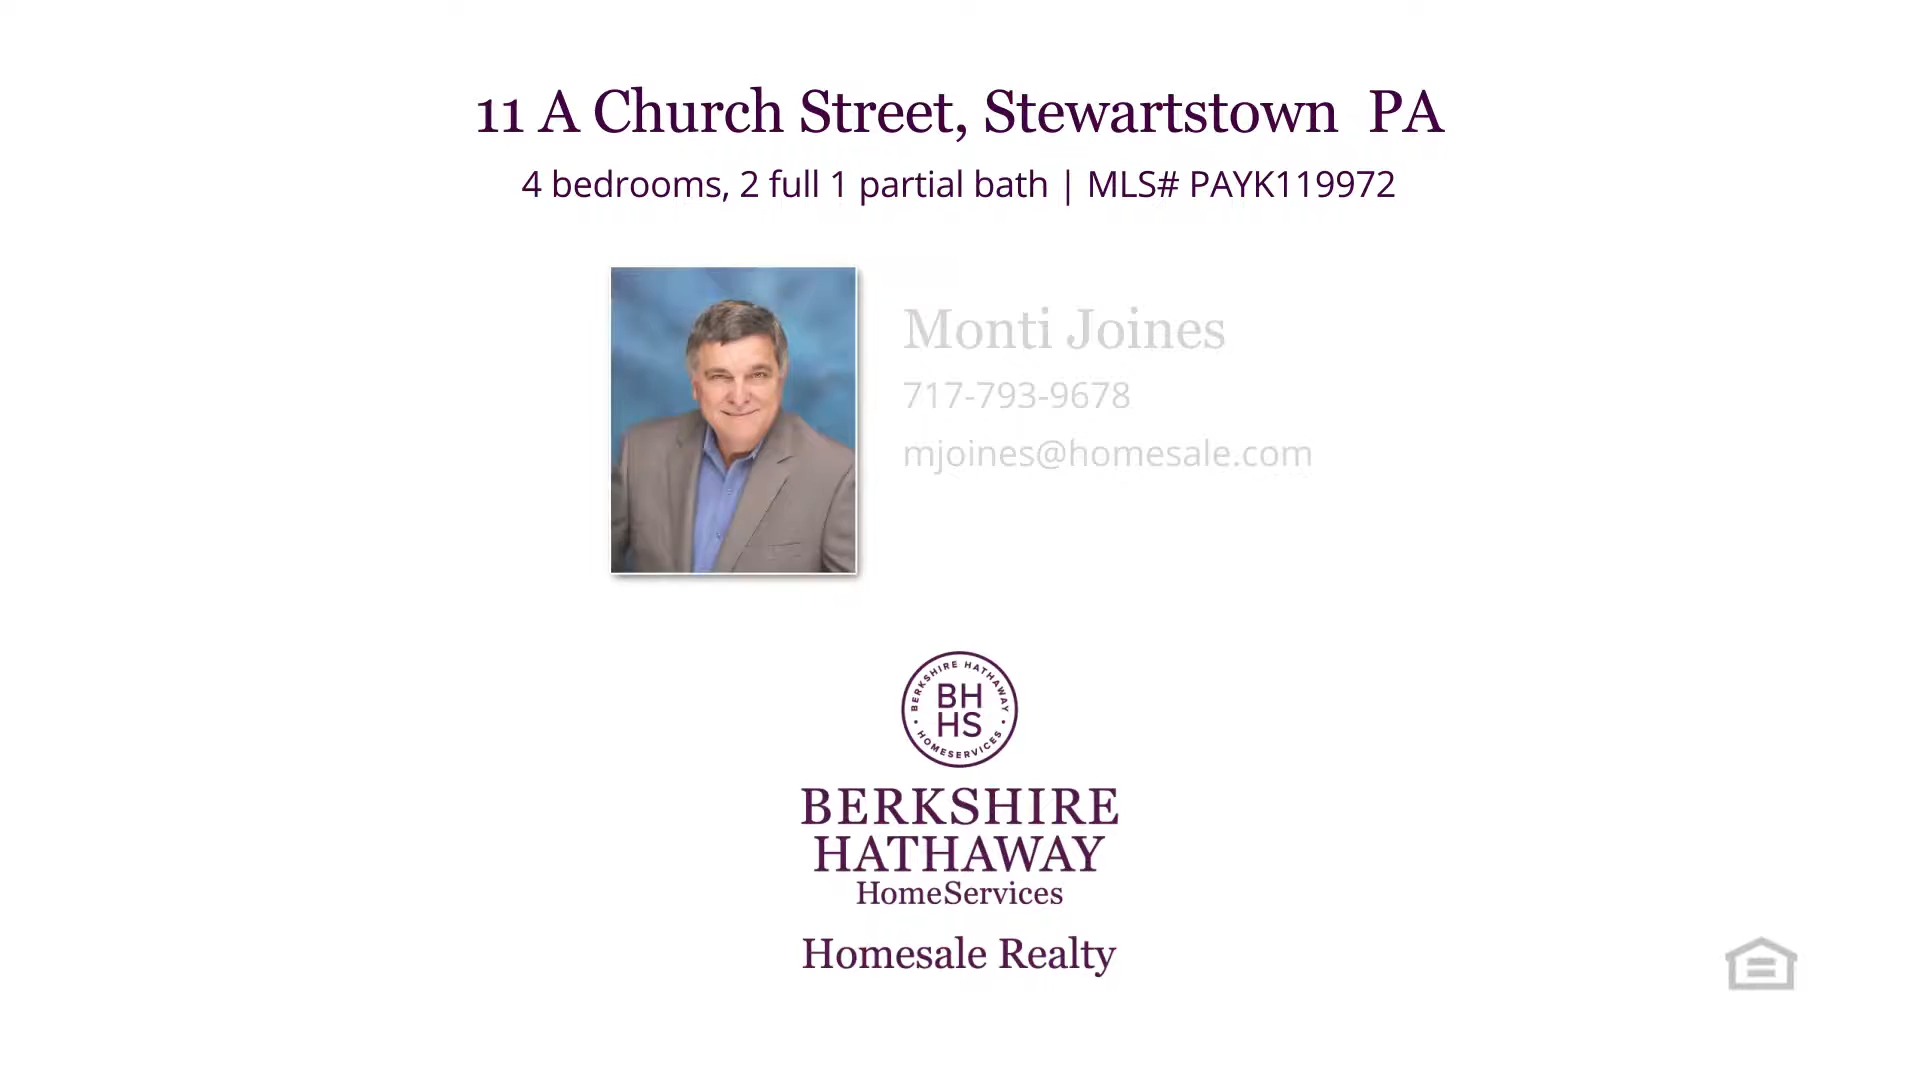 11 A Church Street, Stewartstown  PA
4 bedrooms, 2 full 1 partial bath | MLS# PAYK119972
Monti Joines
717-793-9678
mjoines@homesale.com
BERKSHIRE HATHAWAY
BH
HS
HOMESERVICES
BERKSHIRE
HATHAWAY
HomeServices
Homesale Realty